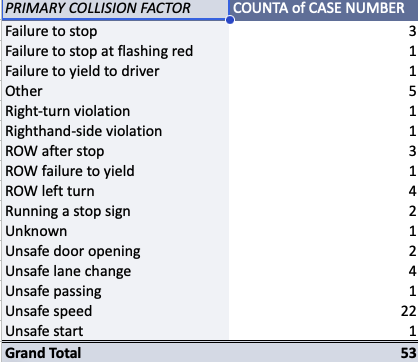 PRIMARY COLLISION FACTOR COUNTA of CASE NUMBER
Failure to stop 3
Failure to stop at flashing red 1
Failure to yield to driver 1
Other 5
Right-turn violation 1
Righthand-side violation 1
ROW after stop 3
ROW failure to yield 1
ROW left turn 4
Running a stop sign 2
Unknown 1
Unsafe door opening 2
Unsafe lane change 4
Unsafe passing 1
Unsafe speed 22
Unsafe start 1
Grand Total 53